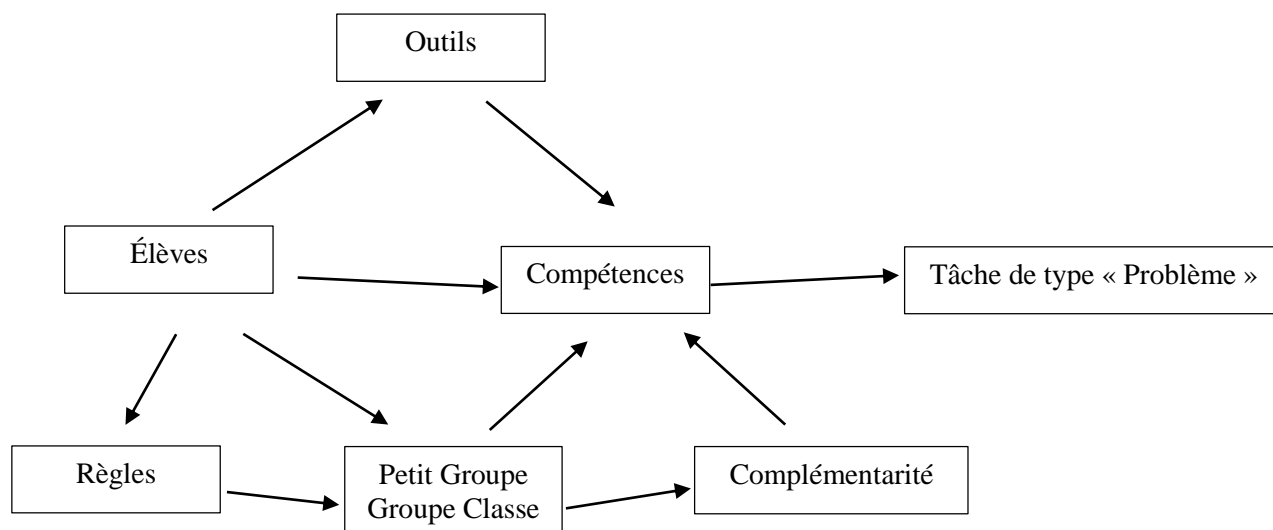 Outils
Élèves
Compétences
Tâche de type « Problème »
Règles
Petit Groupe
Groupe Classe
Complémentarité